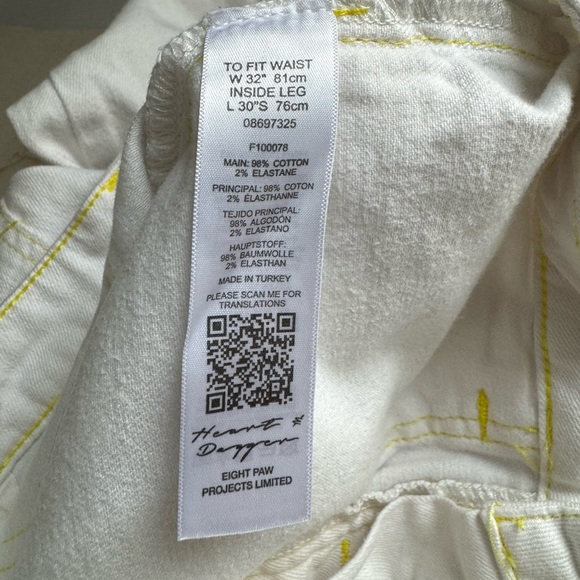 TO FIT WAIST
W 32" 81cm
INSIDE LEG
L 30"S 76cm
08697325
F100078
MAIN: 98% COTTON
2% ELASTANE
PRINCIPAL: 98% COTON
2% ÉLASTHANNE
TEJIDO PRINCIPAL:
98% ALGODÓN
2% ELASTANO
HAUPTSTOFF:
98% BAUMWOLLE
2% ELASTHAN
MADE IN TURKEY
PLEASE SCAN ME FOR
TRANSLATIONS
Heart &
Dagger
EIGHT PAW
PROJECTS LIMITED